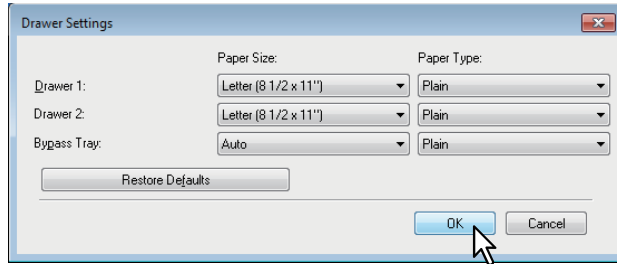 Drawer Settings
Paper Size: Paper Type:
Drawer 1: Letter (8 1/2 x 11") Plain
Drawer 2: Letter (8 1/2 x 11") Plain
Bypass Tray: Auto Plain
Restore Defaults
OK Cancel